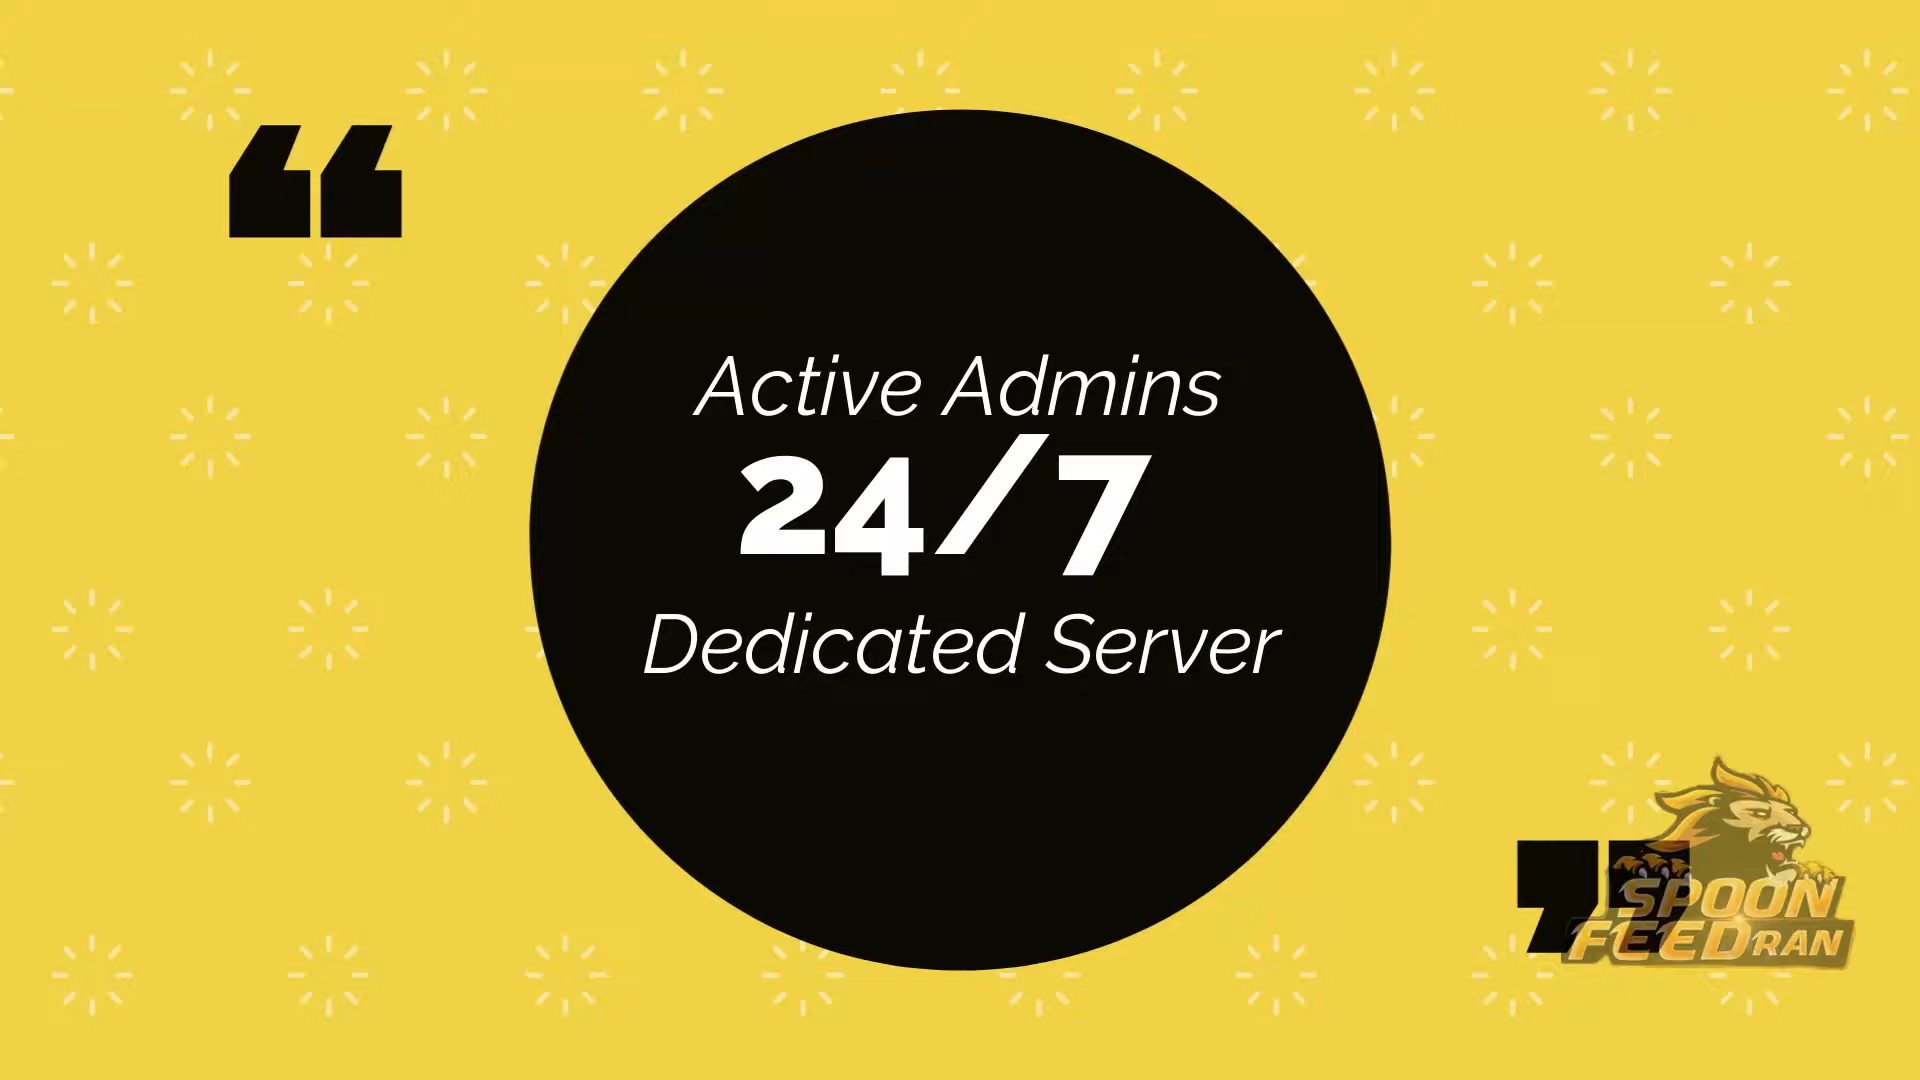 “
Active Admins
24/7
Dedicated Server
”
SPOON
FEEDRAN